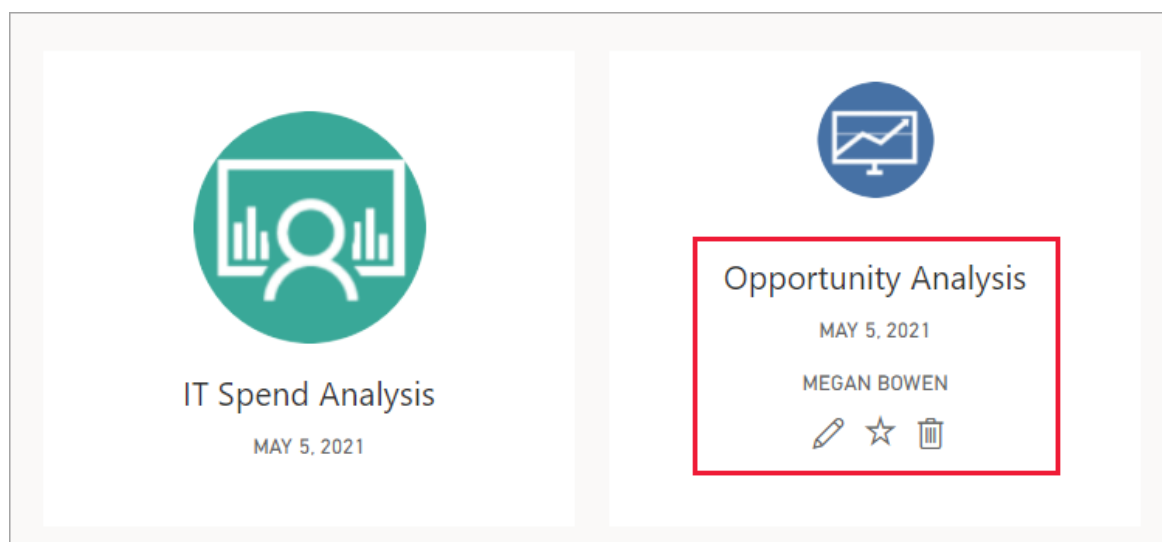 IT Spend Analysis
MAY 5, 2021
Opportunity Analysis
MAY 5, 2021
MEGAN BOWEN